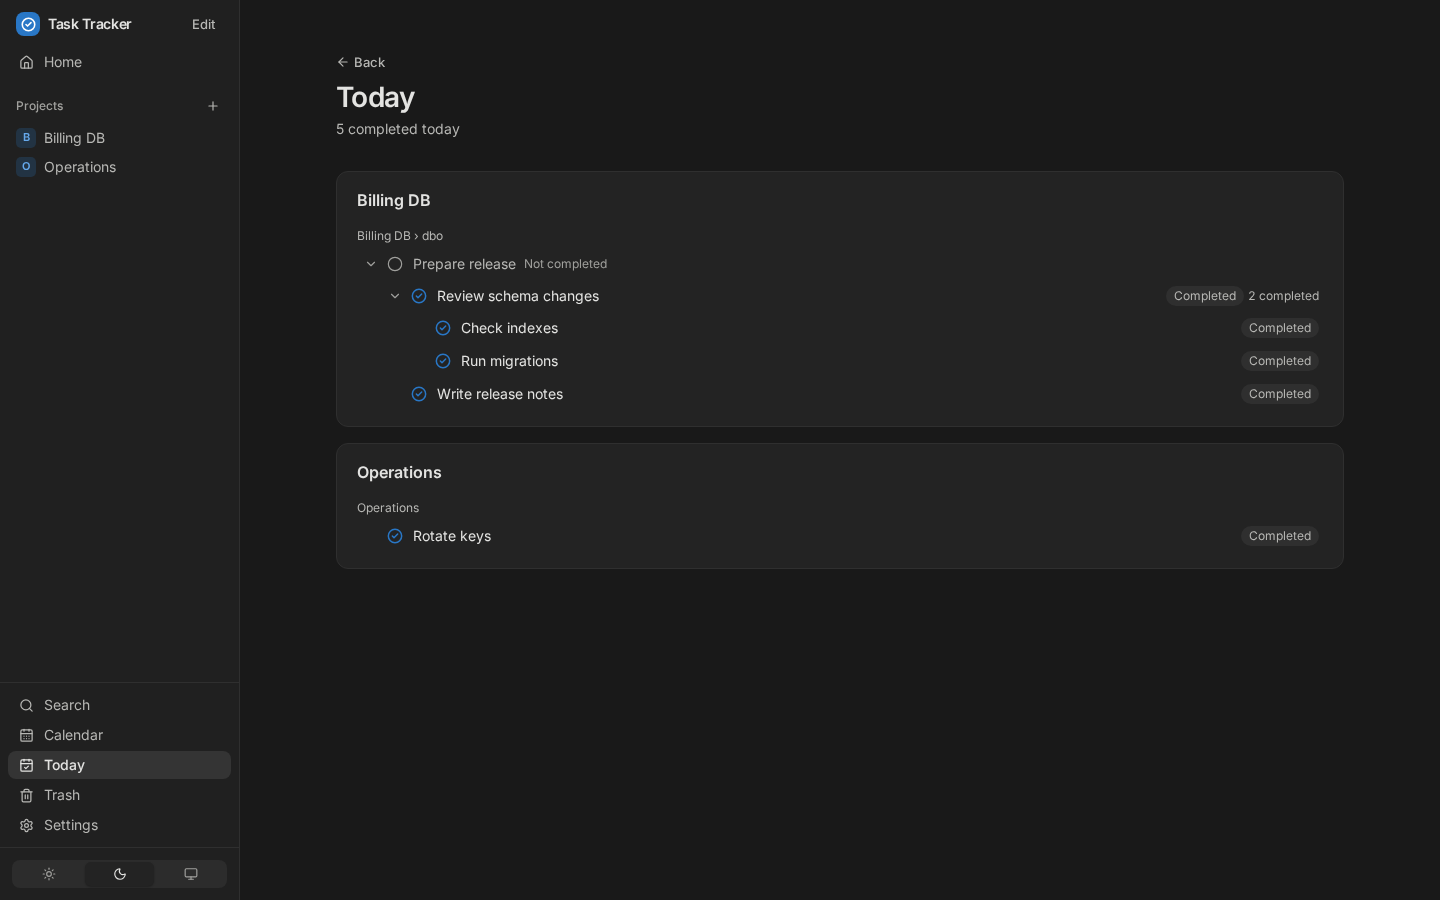 Task Tracker
Edit
Home
Projects
B Billing DB
O Operations
Search
Calendar
Today
Trash
Settings
Back
Today
5 completed today
Billing DB
Billing DB › dbo
Prepare release Not completed
Review schema changes Completed 2 completed
Check indexes Completed
Run migrations Completed
Write release notes Completed
Operations
Operations
Rotate keys Completed